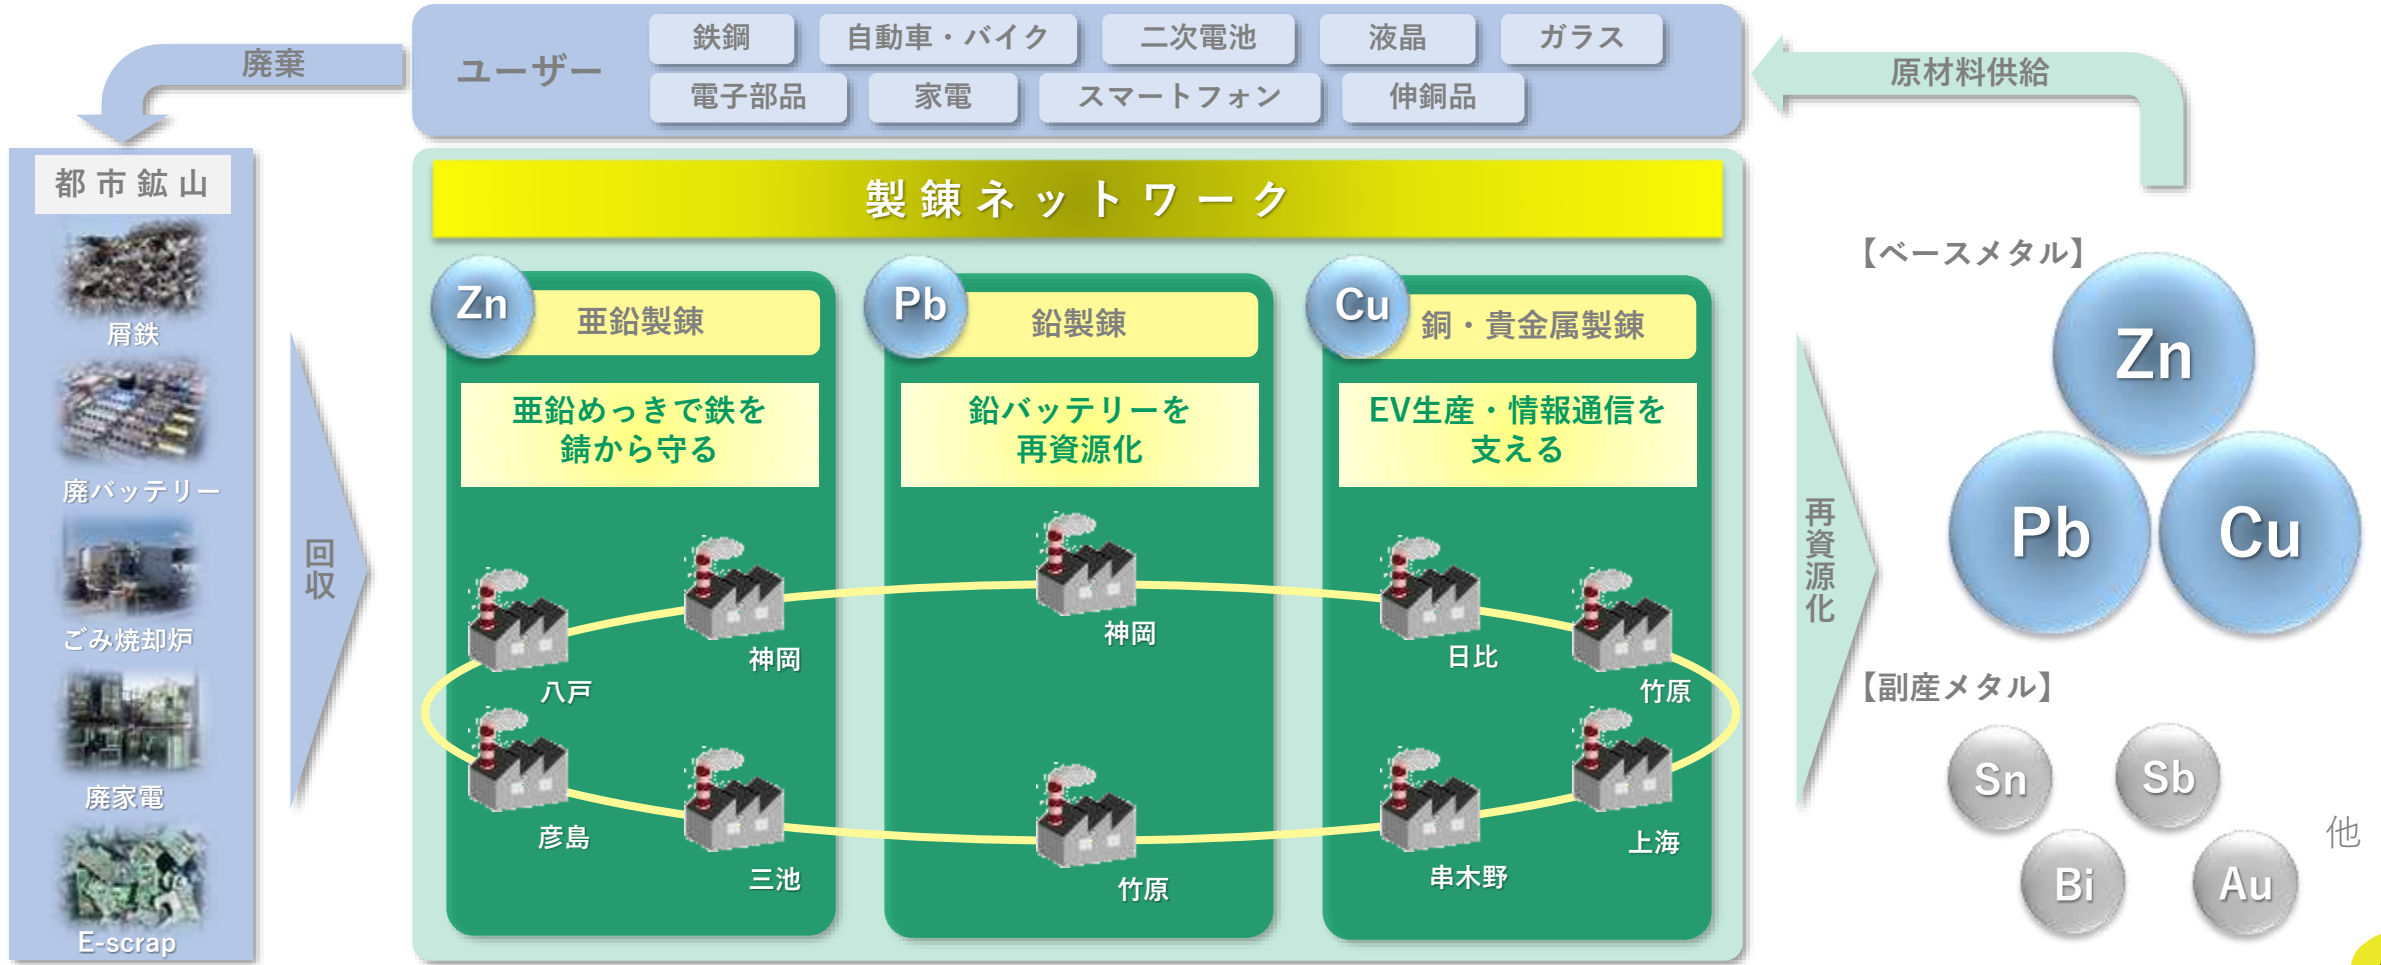 廃棄
ユーザー
鉄鋼
自動車・バイク
二次電池
液晶
ガラス
電子部品
家電
スマートフォン
伸銅品
原材料供給
都市鉱山
屑鉄
廃バッテリー
ごみ焼却炉
廃家電
E-scrap
回収
製錬ネットワーク
Zn
亜鉛製錬
亜鉛めっきで鉄を
錆から守る
八戸
神岡
彦島
三池
Pb
鉛製錬
鉛バッテリーを
再資源化
神岡
竹原
Cu
銅・貴金属製錬
EV生産・情報通信を
支える
日比
竹原
串木野
上海
再資源化
【ベースメタル】
Zn
Pb
Cu
【副産メタル】
Sn
Sb
Bi
Au
他